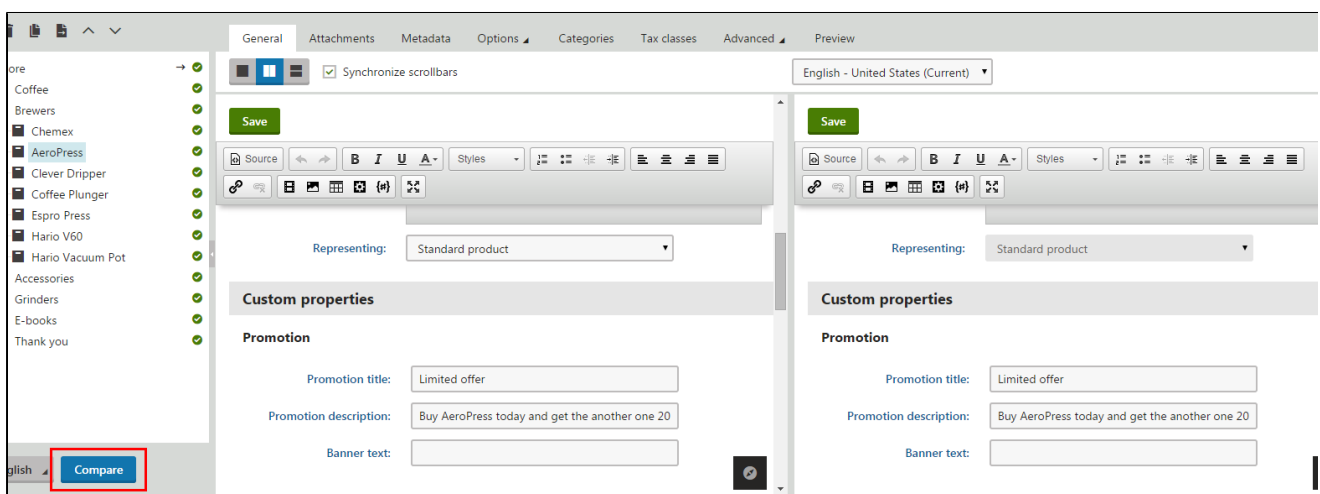 General Attachments Metadata Options Categories Tax classes Advanced Preview
ore
Coffee
Brewers
Chemex
AeroPress
Clever Dripper
Coffee Plunger
Espro Press
Hario V60
Hario Vacuum Pot
Accessories
Grinders
E-books
Thank you
glish Compare
Synchronize scrollbars English - United States (Current)
Save
Source B I U A Styles
Representing: Standard product
Custom properties
Promotion
Promotion title: Limited offer
Promotion description: Buy AeroPress today and get the another one 20
Banner text:
Save
Source B I U A Styles
Representing: Standard product
Custom properties
Promotion
Promotion title: Limited offer
Promotion description: Buy AeroPress today and get the another one 20
Banner text: